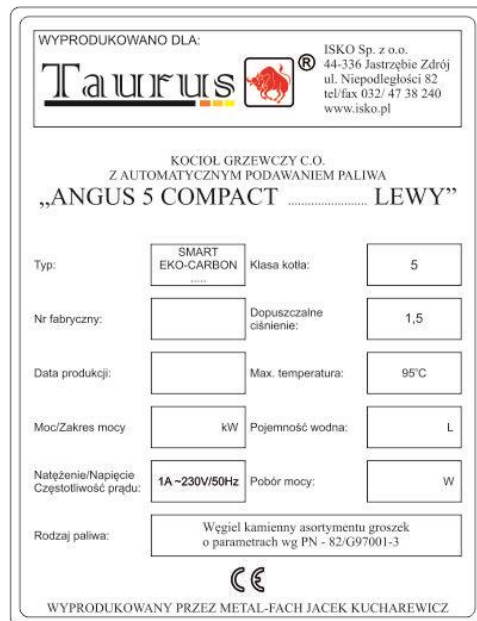 WYPRODUKOWANO DLA:
Taurus ®
ISKO Sp. z o.o.
44-336 Jastrzębie Zdrój
ul. Niepodległości 82
tel/fax 032/ 47 38 240
www.isko.pl
KOCIOŁ GRZEWCZY C.O.
Z AUTOMATYCZNYM PODAWANIEM PALIWA
„ANGUS 5 COMPACT ........................ LEWY”
Typ:
SMART
EKO-CARBON
.....
Klasa kotła:
5
Nr fabryczny:
Dopuszczalne
ciśnienie:
1,5
Data produkcji:
Max. temperatura:
95°C
Moc/Zakres mocy
kW
Pojemność wodna:
L
Natężenie/Napięcie
Częstotliwość prądu:
1A ~230V/50Hz
Pobór mocy:
W
Rodzaj paliwa:
Węgiel kamienny asortymentu groszek
o parametrach wg PN - 82/G97001-3
CE
WYPRODUKOWANY PRZEZ METAL-FACH JACEK KUCHAREWICZ